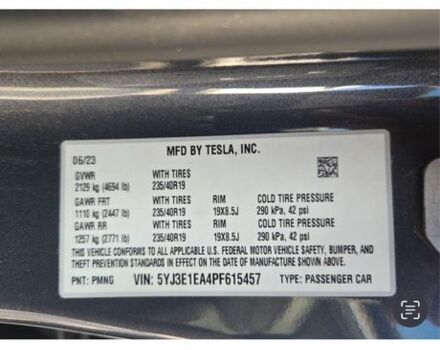 MFD BY TESLA, INC.
06/23
GVWR WITH TIRES
2129 kg (4694 lb) 235/40R19
GAWR FRT WITH TIRES RIM COLD TIRE PRESSURE
1110 kg (2447 lb) 235/40R19 19X8.5J 290 kPa, 42 psi
GAWR RR WITH TIRES RIM COLD TIRE PRESSURE
1257 kg (2771 lb) 235/40R19 19X8.5J 290 kPa, 42 psi
THIS VEHICLE CONFORMS TO ALL APPLICABLE U.S. FEDERAL MOTOR VEHICLE SAFETY, BUMPER, AND
THEFT PREVENTION STANDARDS IN EFFECT ON THE DATE OF MANUFACTURE SHOWN ABOVE.
PNT: PMNG VIN: 5YJ3E1EA4PF615457 TYPE: PASSENGER CAR